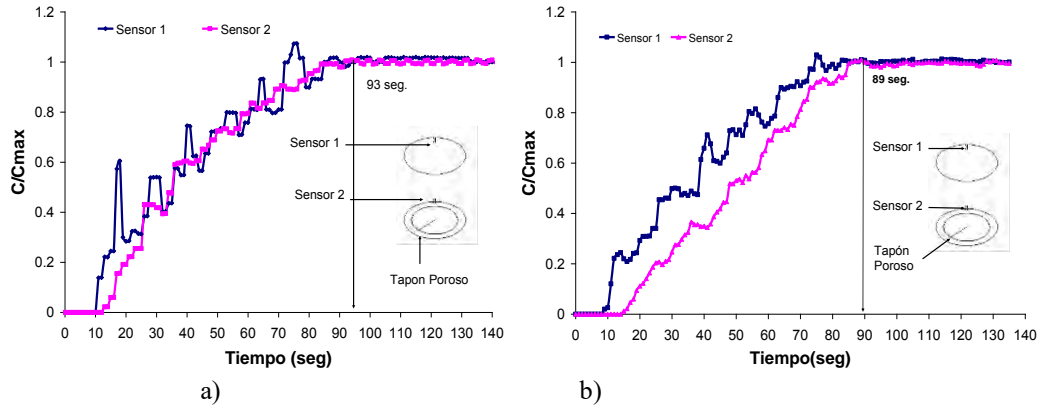 C/Cmax
1.2
1
0.8
0.6
0.4
0.2
0
Sensor 1 Sensor 2
93 seg.
Sensor 1
Sensor 2
Tapon Poroso
0 10 20 30 40 50 60 70 80 90 100 110 120 130 140
Tiempo (seg)
a)
C/Cmax
1.2
1
0.8
0.6
0.4
0.2
0
Sensor 1 Sensor 2
89 seg.
Sensor 1
Sensor 2
Tapón
Poroso
0 10 20 30 40 50 60 70 80 90 100 110 120 130 140
Tiempo(seg)
b)